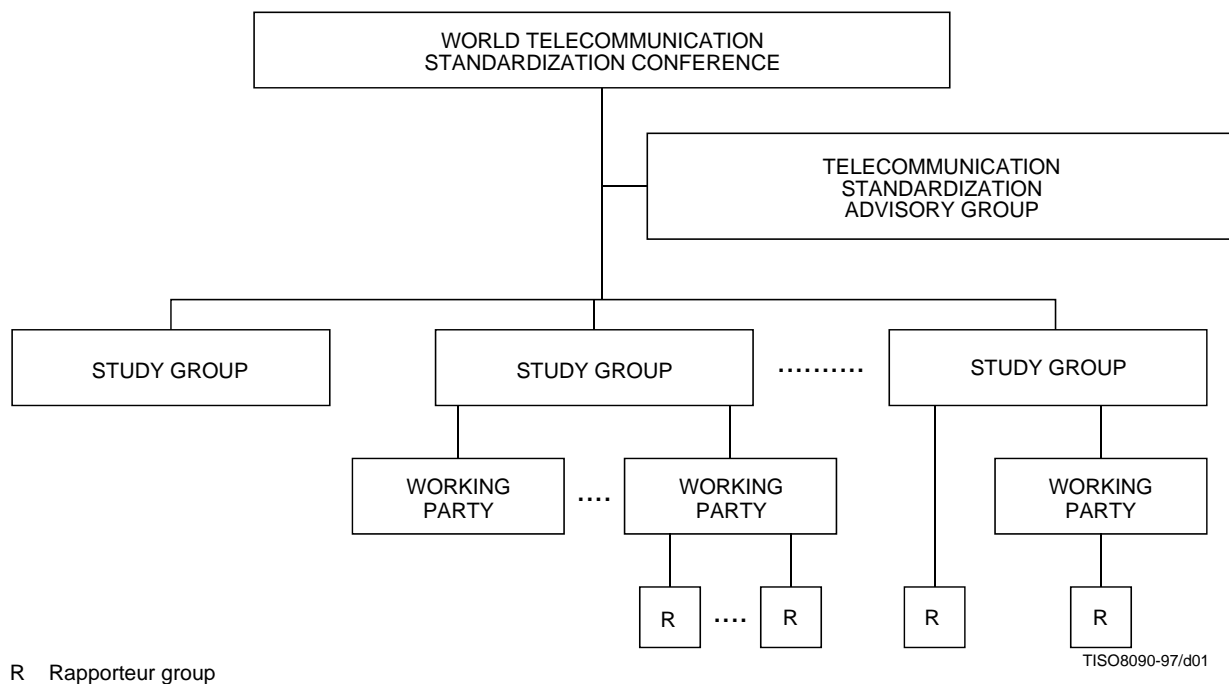 WORLD TELECOMMUNICATION
STANDARDIZATION CONFERENCE
TELECOMMUNICATION
STANDARDIZATION
ADVISORY GROUP
STUDY GROUP
STUDY GROUP
..........
STUDY GROUP
WORKING
PARTY
....
WORKING
PARTY
WORKING
PARTY
R
....
R
R
R
TISO8090-97/d01
R Rapporteur group